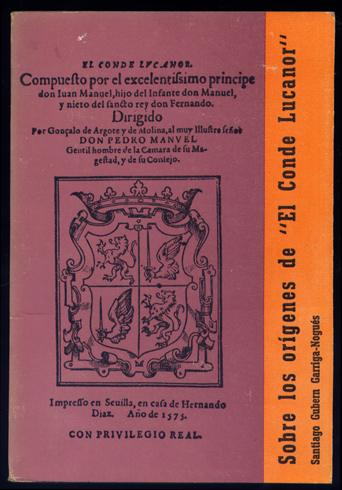 EL CONDE LVCANOR.
Compuesto por el excelentissimo principe
don Iuan Manuel, hijo del Infante don Manuel,
y nieto del sancto rey don Fernando.
Dirigido
Por Gonçalo de Argote y de Molina, al muy Illustre señor
DON PEDRO MANVEL
Gentil hombre de la Camara de su Ma-
gestad, y de su Consejo.
Impresso en Seuilla, en casa de Hernando
Diaz. Año de 1575.
CON PRIVILEGIO REAL.
Sobre los orígenes de "El Conde Lucanor"
Santiago Gubern Garriga-Nogués